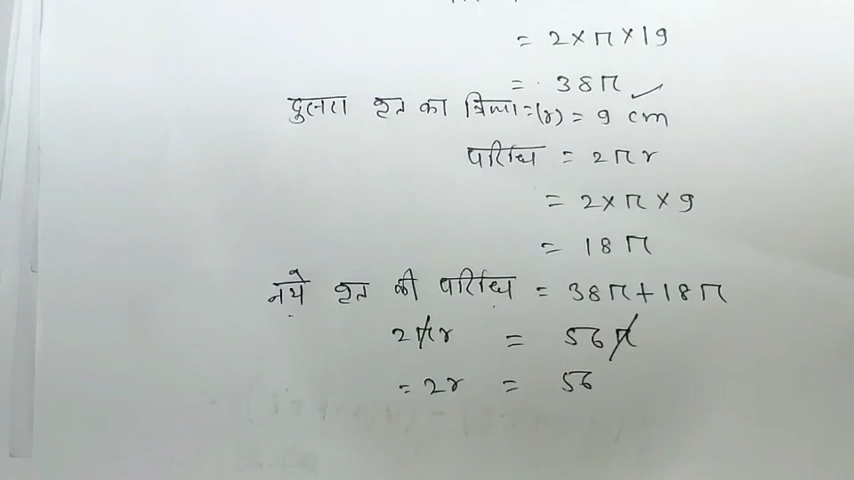 = 2×π×19
= 38π ✓
दुसरा वृत का त्रिज्या=(r) = 9 cm
परिधि = 2πr
= 2×π×9
= 18π
नये वृत की परिधि = 38π+18π
2πr = 56π
= 2r = 56